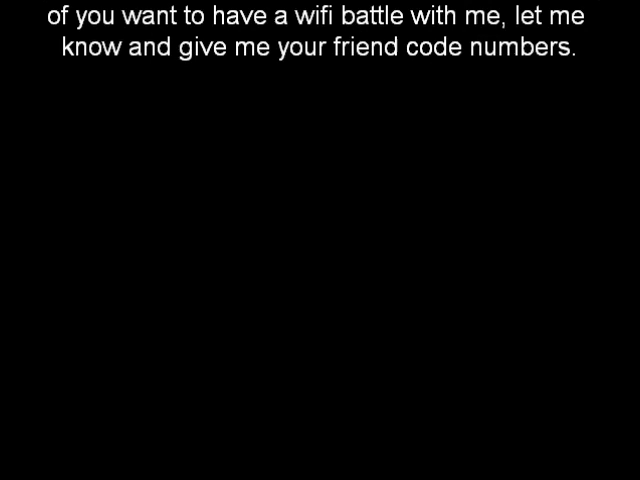 of you want to have a wifi battle with me, let me
know and give me your friend code numbers.